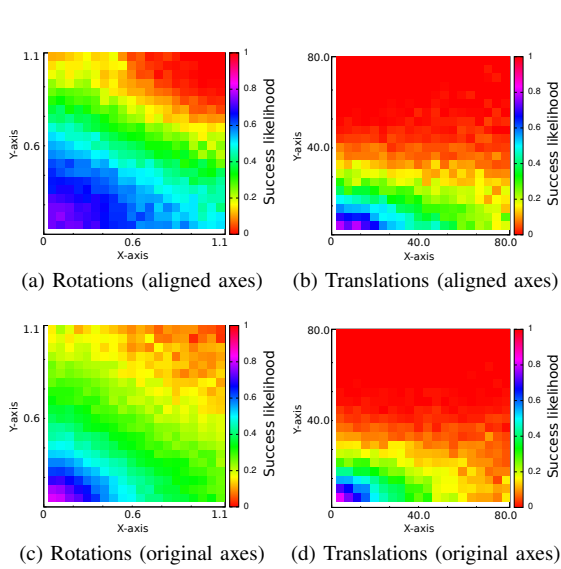 1.1
0.6
0
0.6
1.1
Y-axis
X-axis
1
0.8
0.6
0.4
0.2
0
Success likelihood
80.0
40.0
0
40.0
80.0
Y-axis
X-axis
1
0.8
0.6
0.4
0.2
0
Success likelihood
(a) Rotations (aligned axes)
(b) Translations (aligned axes)
1.1
0.6
0
0.6
1.1
Y-axis
X-axis
1
0.8
0.6
0.4
0.2
0
Success likelihood
80.0
40.0
0
40.0
80.0
Y-axis
X-axis
1
0.8
0.6
0.4
0.2
0
Success likelihood
(c) Rotations (original axes)
(d) Translations (original axes)